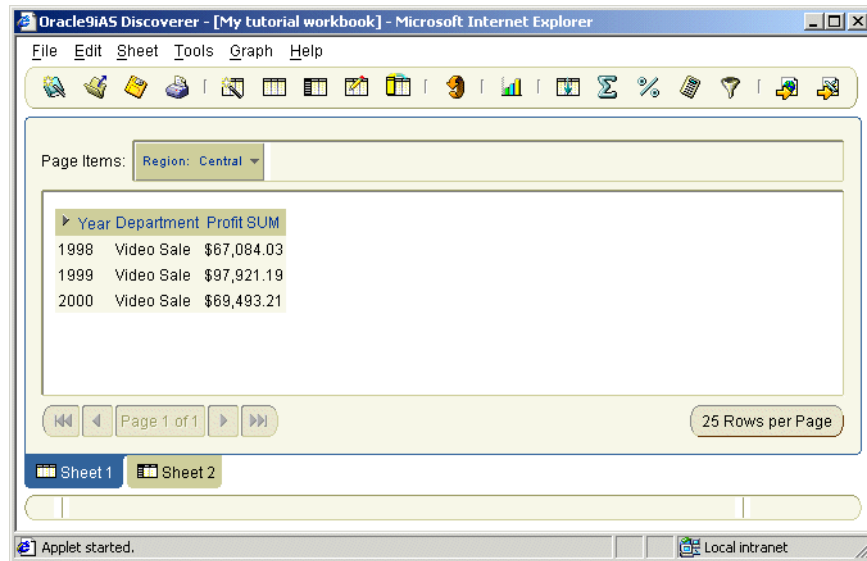 Oracle9iAS Discoverer - [My tutorial workbook] - Microsoft Internet Explorer
File Edit Sheet Tools Graph Help
Page Items: Region: Central
Year Department Profit SUM
1998 Video Sale $67,084.03
1999 Video Sale $97,921.19
2000 Video Sale $69,493.21
Page 1 of 1 25 Rows per Page
Sheet 1 Sheet 2
Applet started. Local intranet